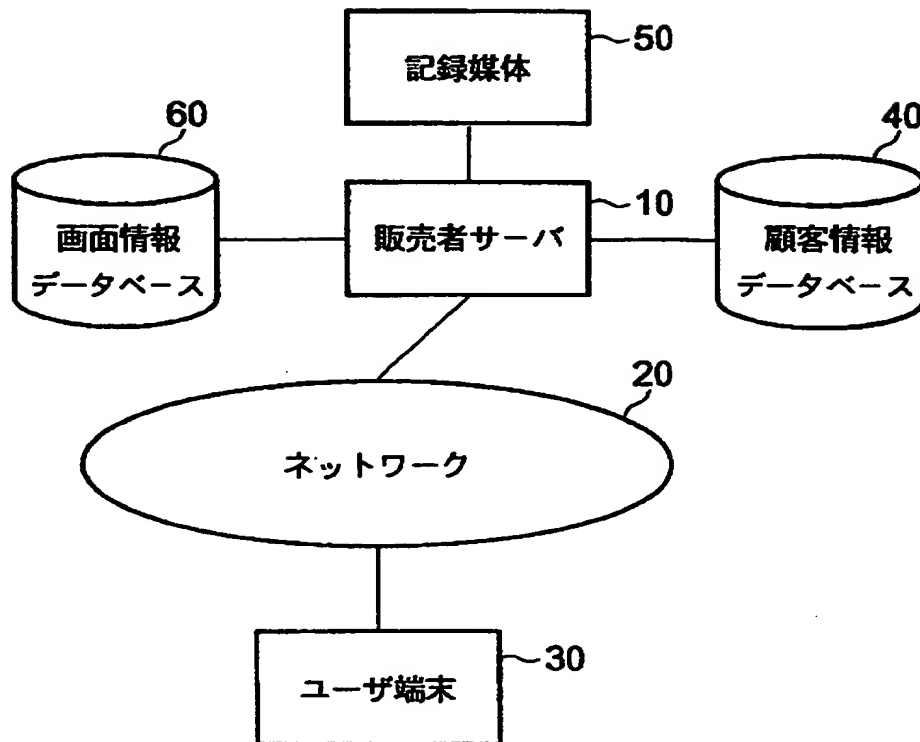 50
記録媒体
60
40
10
画面情報
データベース
販売者サーバ
顧客情報
データベース
20
ネットワーク
30
ユーザ端末